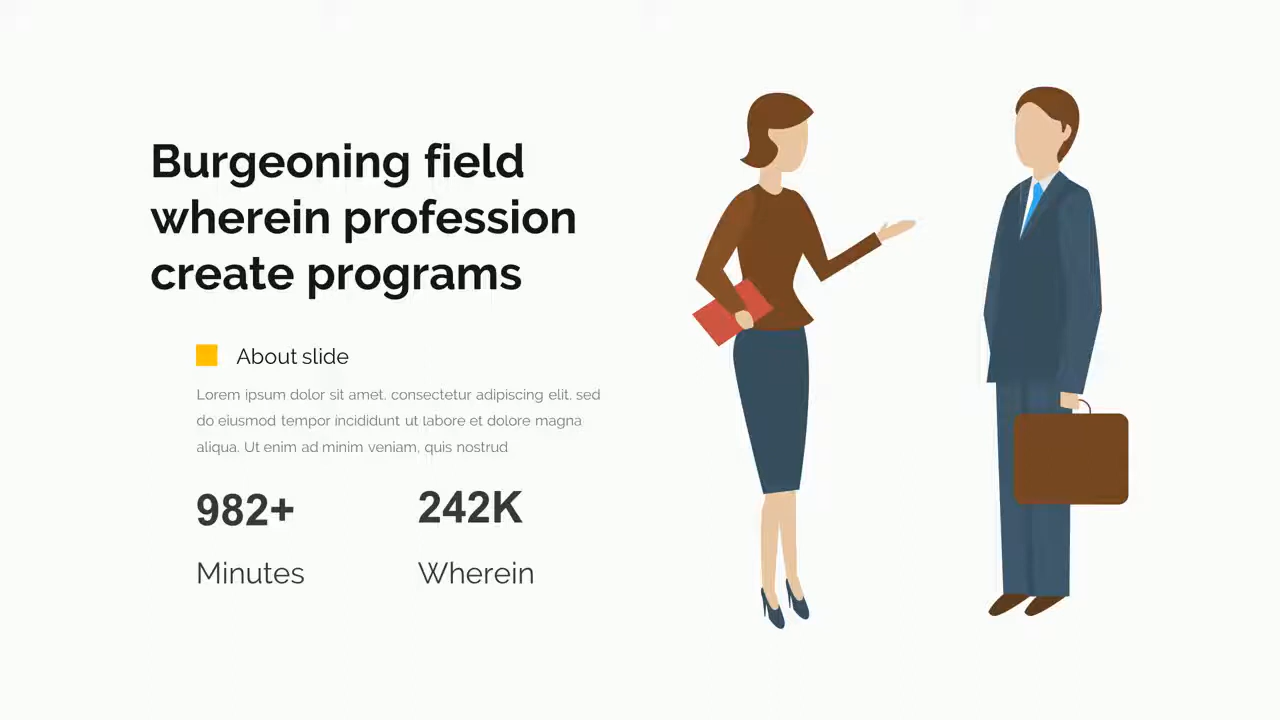 Burgeoning field
wherein profession
create programs
About slide
Lorem ipsum dolor sit amet. consectetur adipiscing elit. sed
do eiusmod tempor incididunt ut labore et dolore magna
aliqua. Ut enim ad minim veniam, quis nostrud
982+
242K
Minutes
Wherein